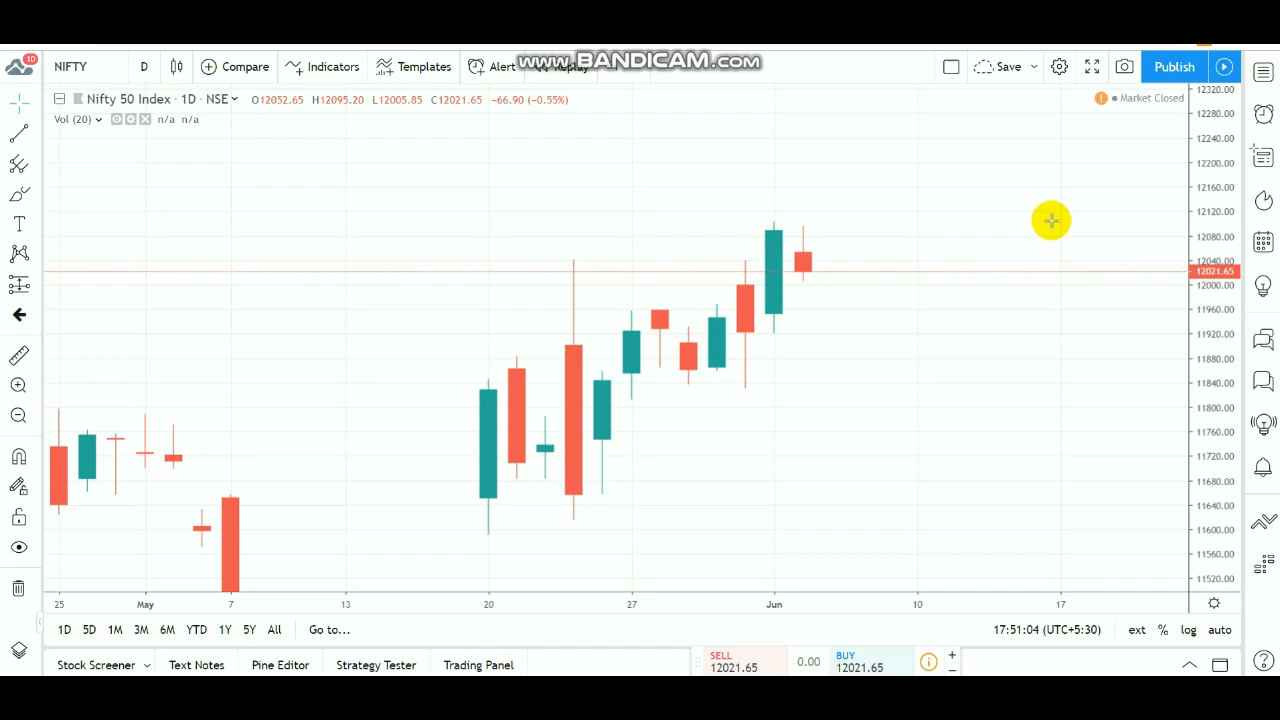 www.BANDICAM.com
10
NIFTY D Compare Indicators Templates Alert Replay Save Publish
Nifty 50 Index · 1D · NSE O12052.65 H12095.20 L12005.85 C12021.65 -66.90 (-0.55%)
! Market Closed
Vol (20) n/a n/a
12320.00
12280.00
12240.00
12200.00
12160.00
12120.00
12080.00
12040.00
12021.65
12000.00
11960.00
11920.00
11880.00
11840.00
11800.00
11760.00
11720.00
11680.00
11640.00
11600.00
11560.00
11520.00
25 May 7 13 20 27 Jun 10 17
1D 5D 1M 3M 6M YTD 1Y 5Y All Go to... 17:51:04 (UTC+5:30) ext % log auto
Stock Screener Text Notes Pine Editor Strategy Tester Trading Panel
SELL
12021.65
0.00
BUY
12021.65